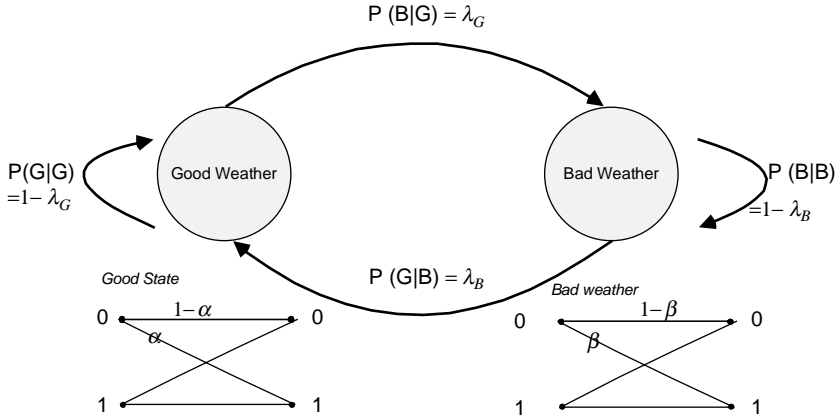 P (B|G) = λ_G
P(G|G)
=1− λ_G
Good Weather
Bad Weather
P (B|B)
=1− λ_B
P (G|B) = λ_B
Good State
Bad weather
0 1−α 0
α
1 1
0 1−β 0
β
1 1